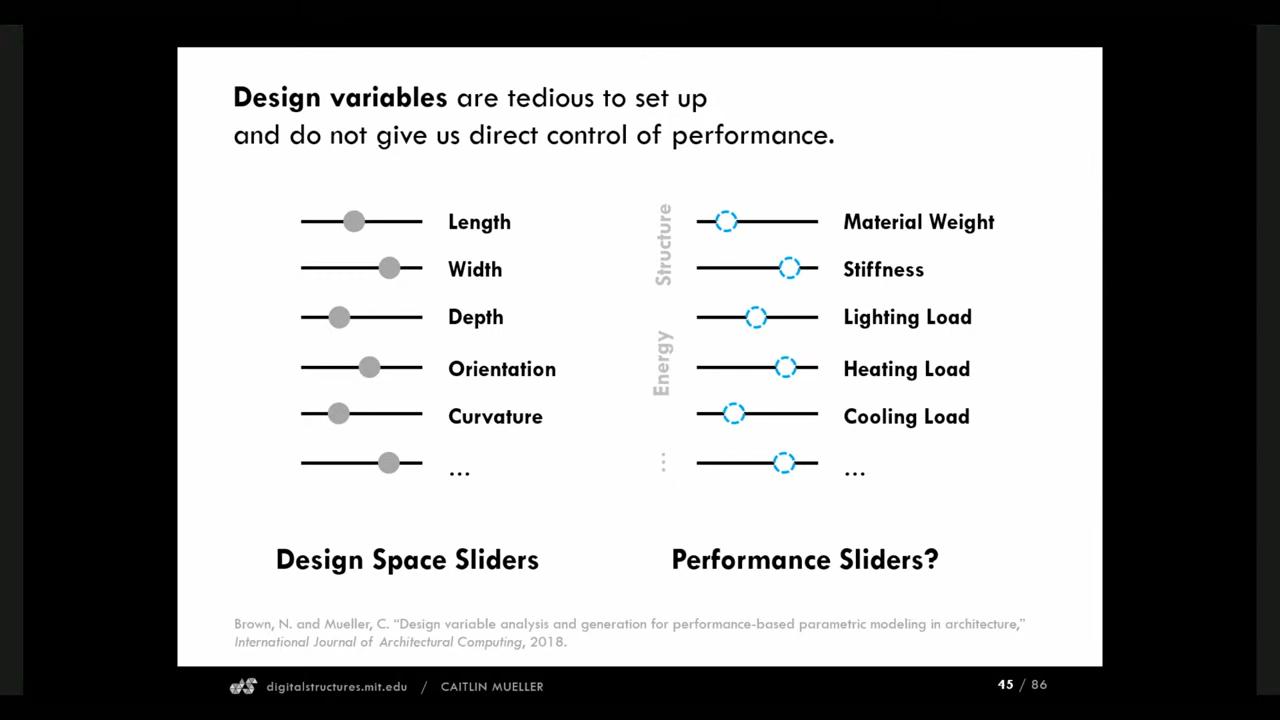 Design variables are tedious to set up
and do not give us direct control of performance.
Length
Width
Depth
Orientation
Curvature
...
Design Space Sliders
Structure
Energy
...
Material Weight
Stiffness
Lighting Load
Heating Load
Cooling Load
...
Performance Sliders?
Brown, N. and Mueller, C. “Design variable analysis and generation for performance-based parametric modeling in architecture,”
International Journal of Architectural Computing, 2018.
digitalstructures.mit.edu / CAITLIN MUELLER
45 / 86